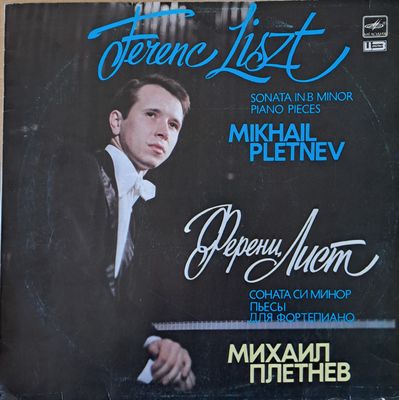 Ferenc Liszt
SONATA IN B MINOR
PIANO PIECES
MIKHAIL
PLETNEV
Ференц Лист
СОНАТА СИ МИНОР
ПЬЕСЫ
ДЛЯ ФОРТЕПИАНО
МИХАИЛ
ПЛЕТНЕВ